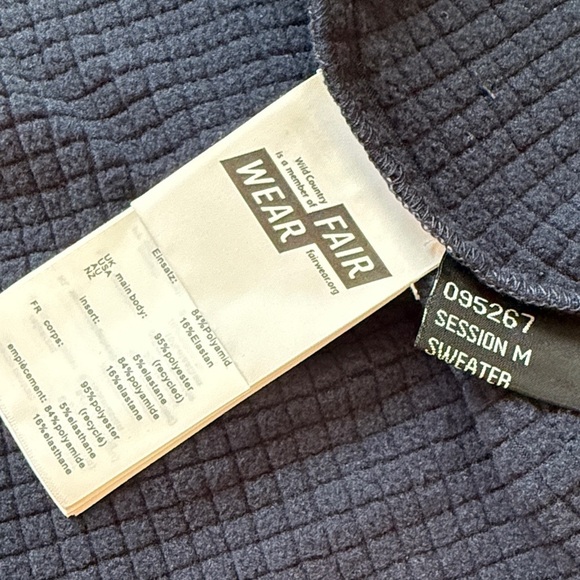 Wild Country
is a member of
FAIR
WEAR
fairwear.org
Einsatz:
84%Polyamid
16%Elastan
UK
USA
AU
NZ
main body:
95%polyester
(recycled)
5%elastane
insert:
84%polyamide
16%elastane
FR corps:
95%polyester
(recyclé)
5%elasthane
emplècement:
84%polyamide
16%elasthane
095267
SESSION M
SWEATER